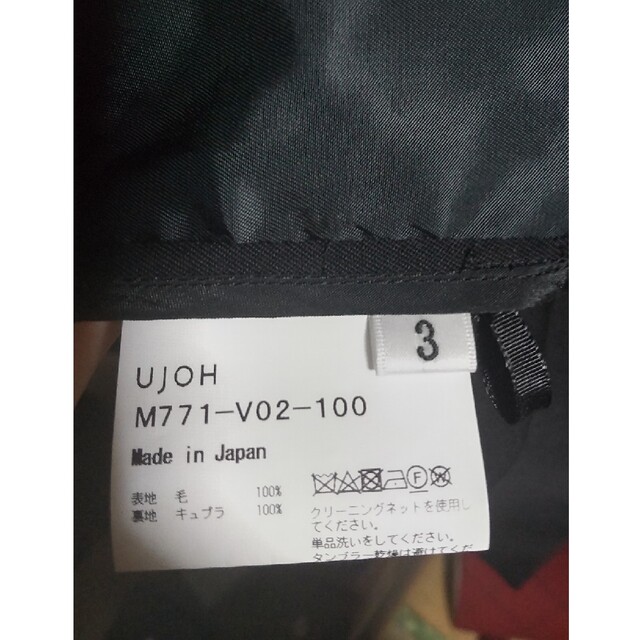 3
UJOH
M771-V02-100
Made in Japan
表地 毛 100%
裏地 キュプラ 100%
クリーニングネットを使用し
てください。
単品洗いをしてください。
タンブラー乾燥は避けてくだ